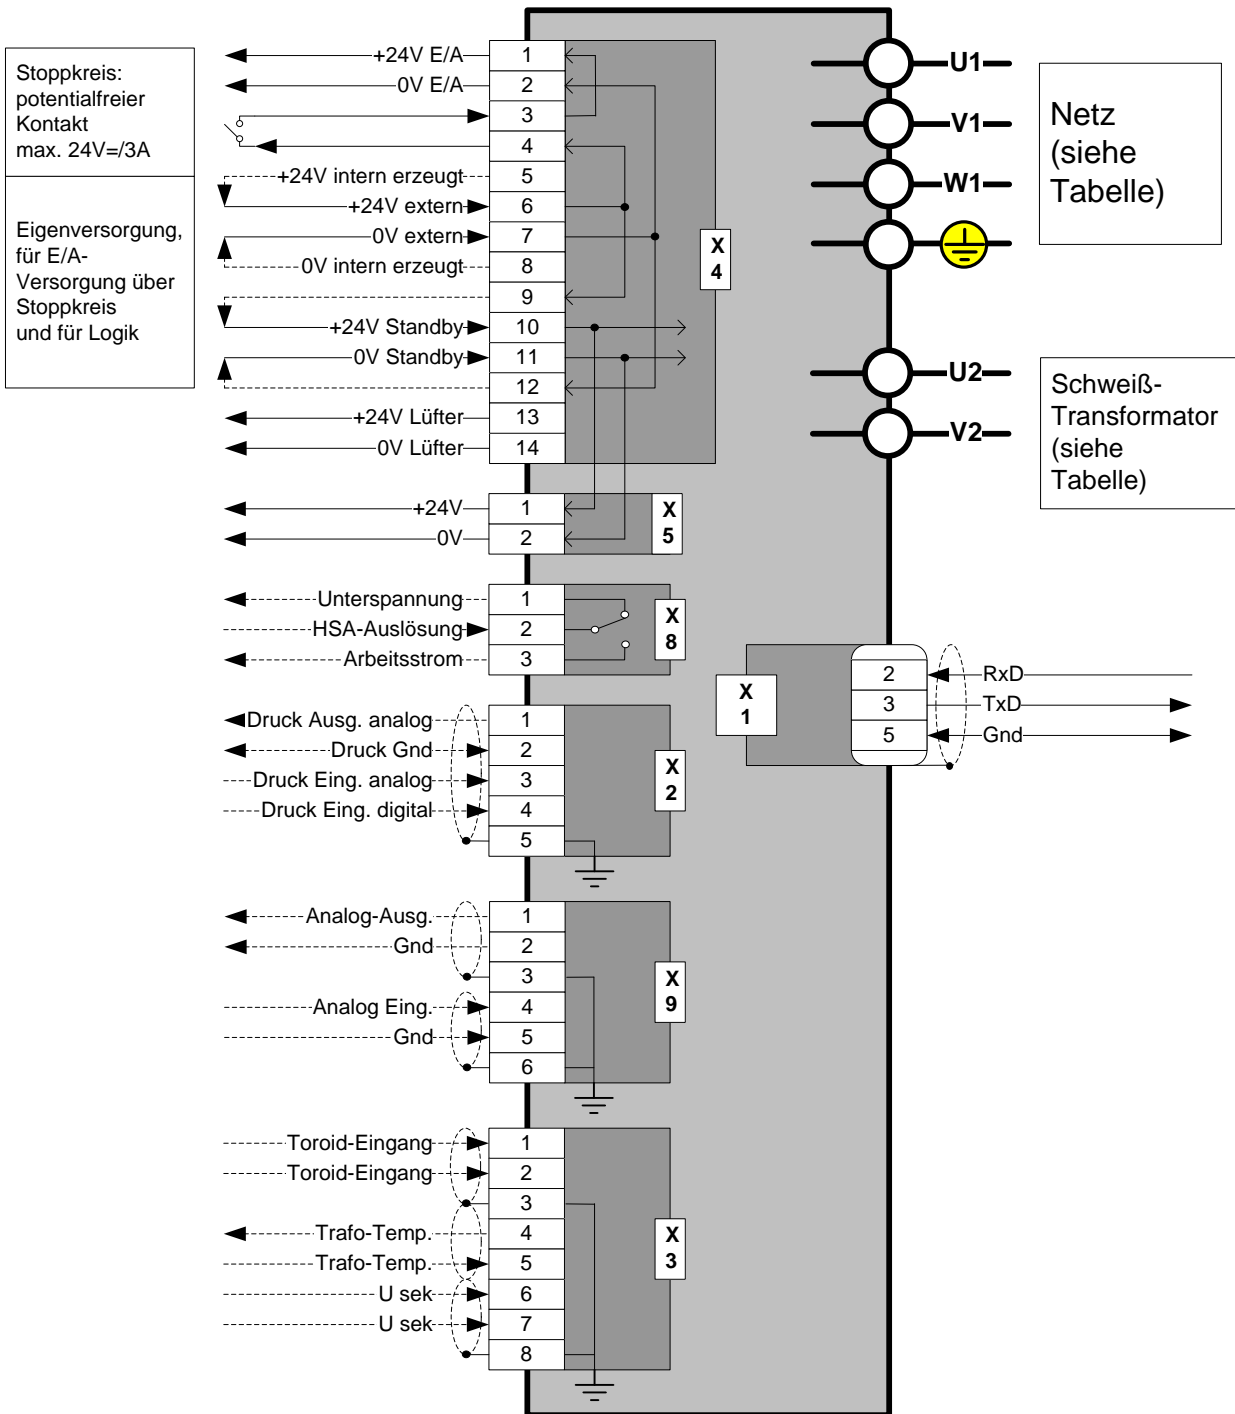 Stoppkreis:
potentialfreier
Kontakt
max. 24V=/3A
Eigenversorgung,
für E/A-
Versorgung über
Stoppkreis
und für Logik
+24V E/A 1
0V E/A 2
3
4
+24V intern erzeugt 5
+24V extern 6
0V extern 7
0V intern erzeugt 8
9
+24V Standby 10
0V Standby 11
12
+24V Lüfter 13
0V Lüfter 14
X
4
+24V 1
0V 2
X
5
Unterspannung 1
HSA-Auslösung 2
Arbeitsstrom 3
X
8
Druck Ausg. analog 1
Druck Gnd 2
Druck Eing. analog 3
Druck Eing. digital 4
5
X
2
Analog-Ausg. 1
Gnd 2
3
Analog Eing. 4
Gnd 5
6
X
9
Toroid-Eingang 1
Toroid-Eingang 2
3
Trafo-Temp. 4
Trafo-Temp. 5
U sek 6
U sek 7
8
X
3
U1
V1
W1
Netz
(siehe
Tabelle)
U2
V2
Schweiß-
Transformator
(siehe
Tabelle)
X
1
2 RxD
3 TxD
5 Gnd